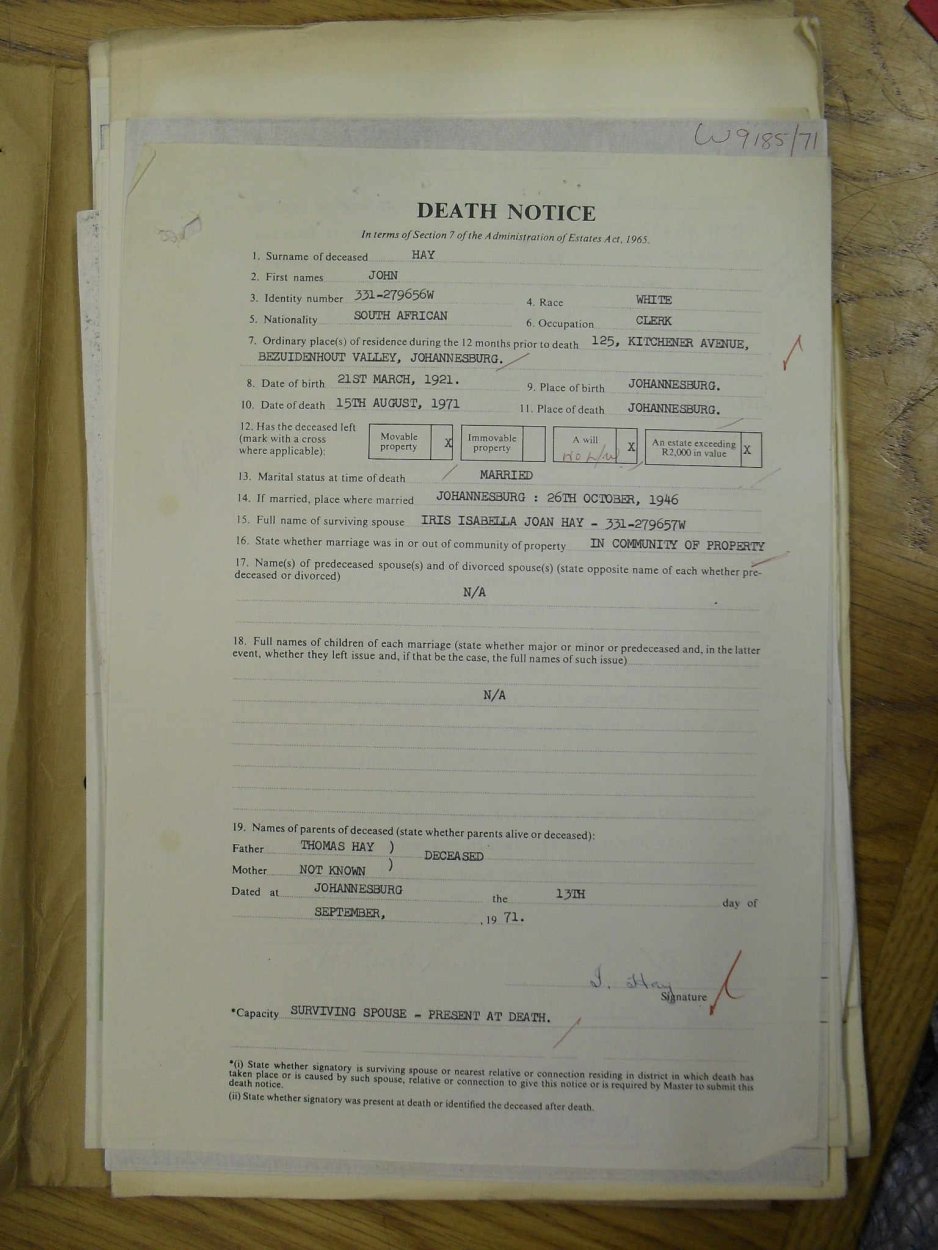 W9185/71
DEATH NOTICE
In terms of Section 7 of the Administration of Estates Act, 1965.
1. Surname of deceased HAY
2. First names JOHN
3. Identity number 331-279656W 4. Race WHITE
5. Nationality SOUTH AFRICAN 6. Occupation CLERK
7. Ordinary place(s) of residence during the 12 months prior to death 125, KITCHENER AVENUE,
BEZUIDENHOUT VALLEY, JOHANNESBURG.
8. Date of birth 21ST MARCH, 1921. 9. Place of birth JOHANNESBURG.
10. Date of death 15TH AUGUST, 1971 11. Place of death JOHANNESBURG.
12. Has the deceased left
(mark with a cross
where applicable):
Movable
property X
Immovable
property
A will X
NO
An estate exceeding
R2,000 in value X
13. Marital status at time of death MARRIED
14. If married, place where married JOHANNESBURG : 26TH OCTOBER, 1946
15. Full name of surviving spouse IRIS ISABELLA JOAN HAY - 331-279657W
16. State whether marriage was in or out of community of property IN COMMUNITY OF PROPERTY
17. Name(s) of predeceased spouse(s) and of divorced spouse(s) (state opposite name of each whether pre-
deceased or divorced)
N/A
18. Full names of children of each marriage (state whether major or minor or predeceased and, in the latter
event, whether they left issue and, if that be the case, the full names of such issue)
N/A
19. Names of parents of deceased (state whether parents alive or deceased):
Father THOMAS HAY )
DECEASED
Mother NOT KNOWN )
Dated at JOHANNESBURG the 13TH day of
SEPTEMBER, , 19 71.
I. Hay
Signature
*Capacity SURVIVING SPOUSE - PRESENT AT DEATH.
*(i) State whether signatory is surviving spouse or nearest relative or connection residing in district in which death has
taken place or is caused by such spouse, relative or connection to give this notice or is required by Master to submit this
death notice.
(ii) State whether signatory was present at death or identified the deceased after death.